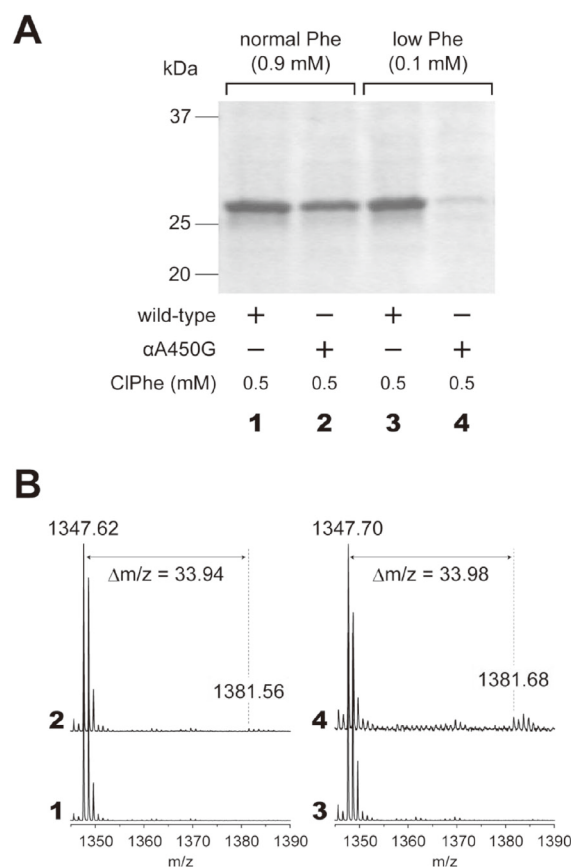 A
normal Phe low Phe
kDa (0.9 mM) (0.1 mM)
37
25
20
wild-type + − + −
αA450G − + − +
ClPhe (mM) 0.5 0.5 0.5 0.5
1 2 3 4
B
1347.62 1347.70
Δm/z = 33.94 Δm/z = 33.98
1381.56 1381.68
2 4
1 3
1350 1360 1370 1380 1390 1350 1360 1370 1380 1390
m/z m/z